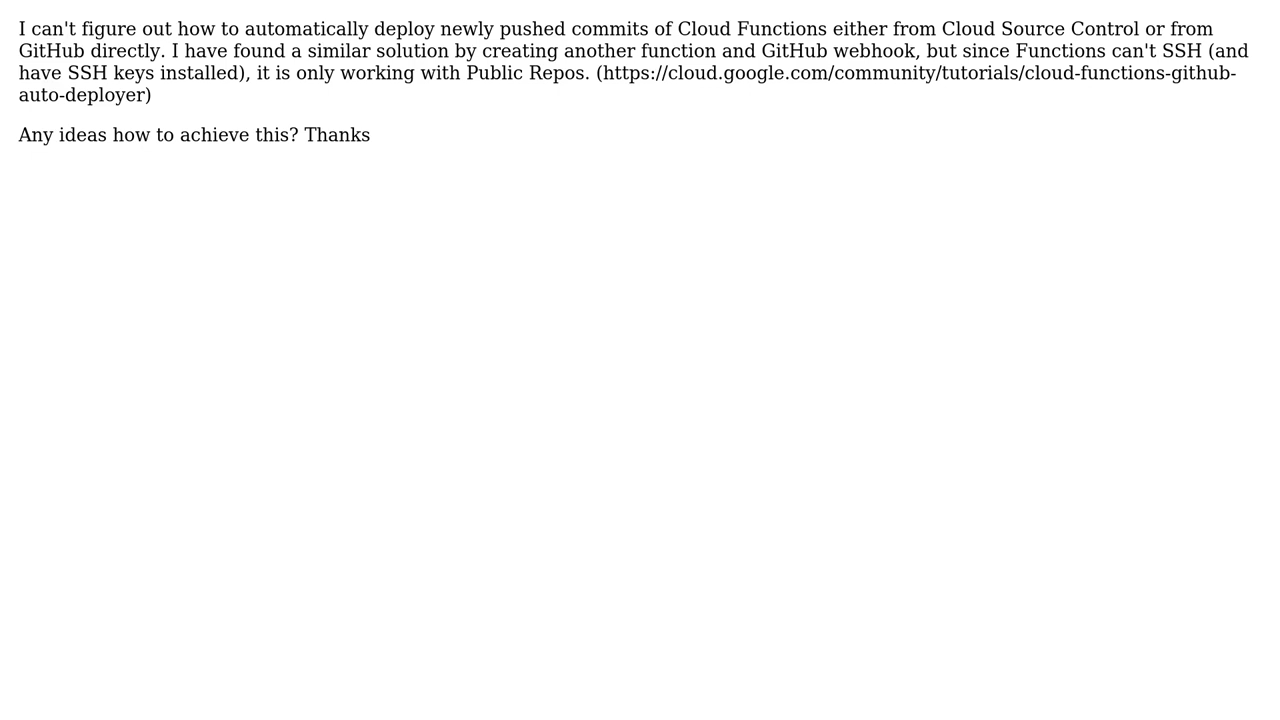 I can't figure out how to automatically deploy newly pushed commits of Cloud Functions either from Cloud Source Control or from
GitHub directly. I have found a similar solution by creating another function and GitHub webhook, but since Functions can't SSH (and
have SSH keys installed), it is only working with Public Repos. (https://cloud.google.com/community/tutorials/cloud-functions-github-
auto-deployer)
Any ideas how to achieve this? Thanks